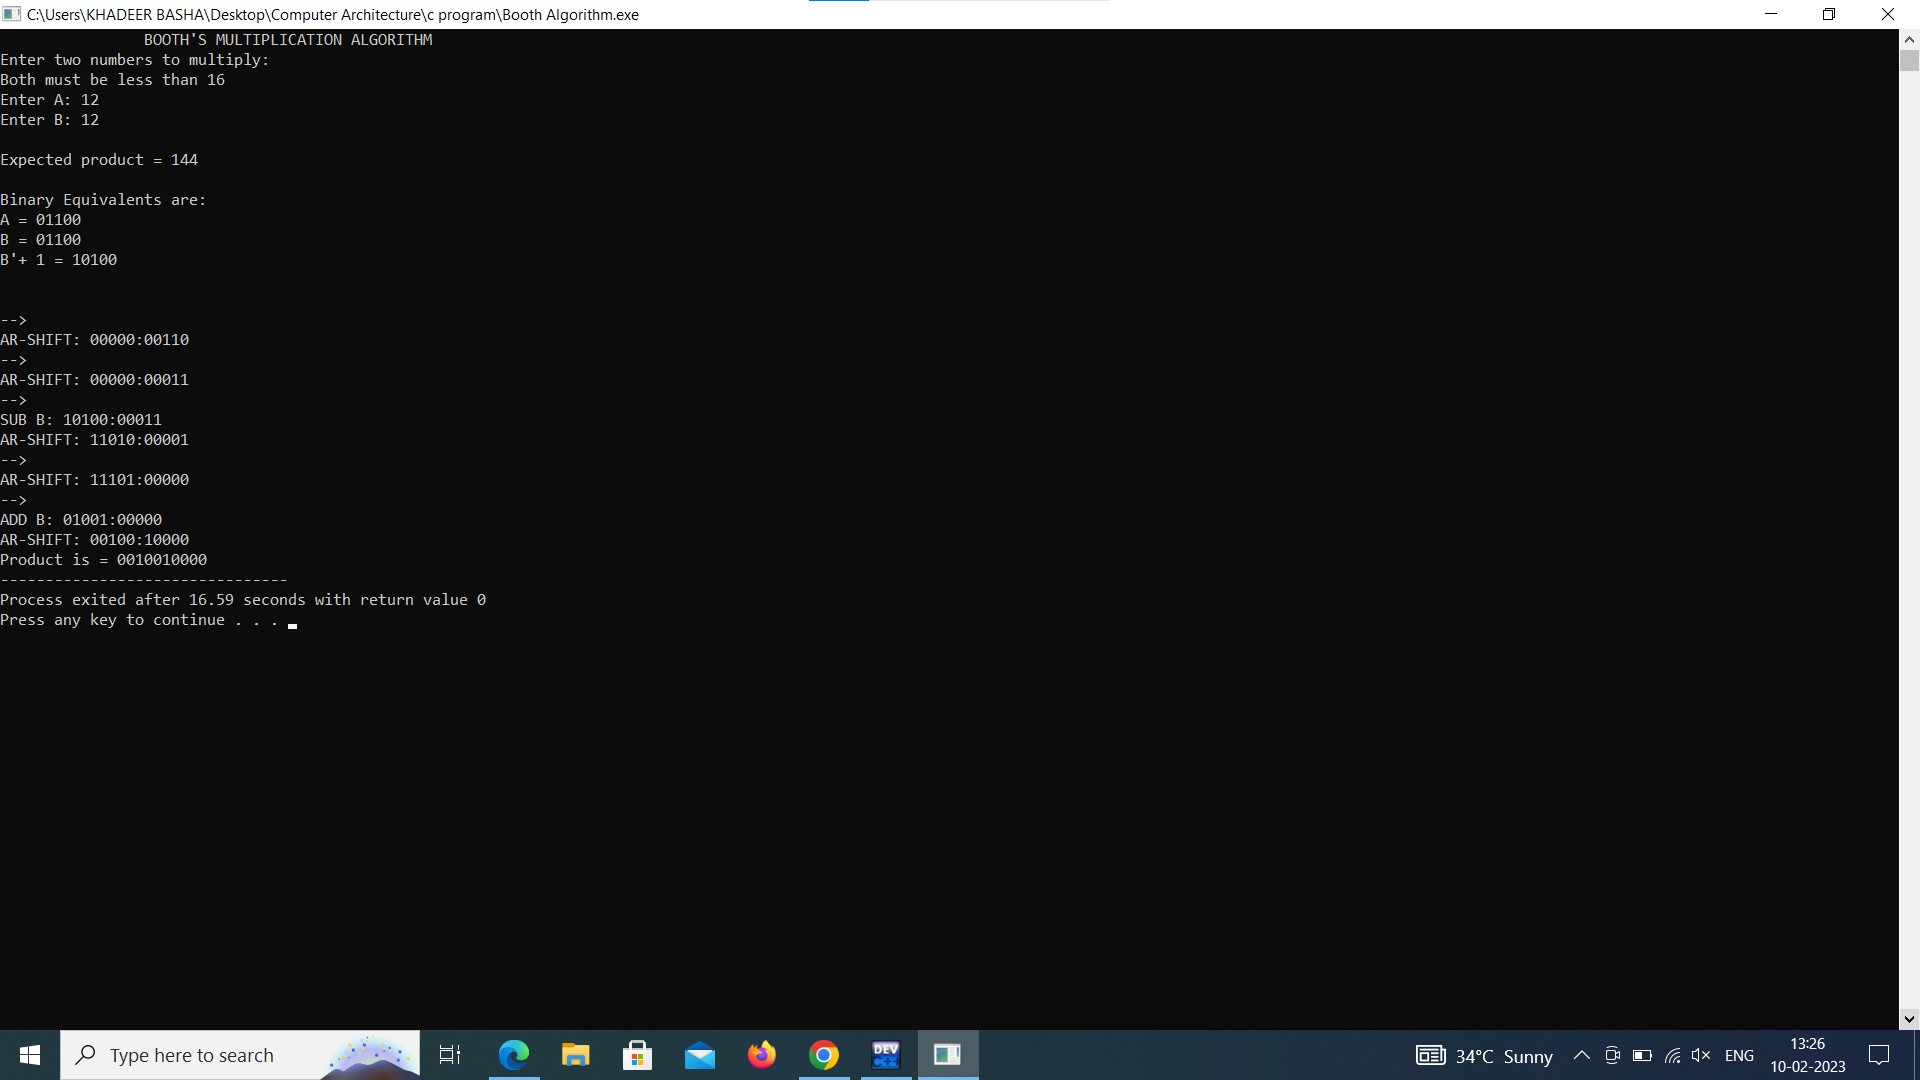 C:\Users\KHADEER BASHA\Desktop\Computer Architecture\c program\Booth Algorithm.exe
BOOTH'S MULTIPLICATION ALGORITHM
Enter two numbers to multiply:
Both must be less than 16
Enter A: 12
Enter B: 12
Expected product = 144
Binary Equivalents are:
A = 01100
B = 01100
B'+ 1 = 10100
-->
AR-SHIFT: 00000:00110
-->
AR-SHIFT: 00000:00011
-->
SUB B: 10100:00011
AR-SHIFT: 11010:00001
-->
AR-SHIFT: 11101:00000
-->
ADD B: 01001:00000
AR-SHIFT: 00100:10000
Product is = 0010010000
--------------------------------
Process exited after 16.59 seconds with return value 0
Press any key to continue . . .
Type here to search
DEV C++
34°C Sunny
ENG
13:26
10-02-2023